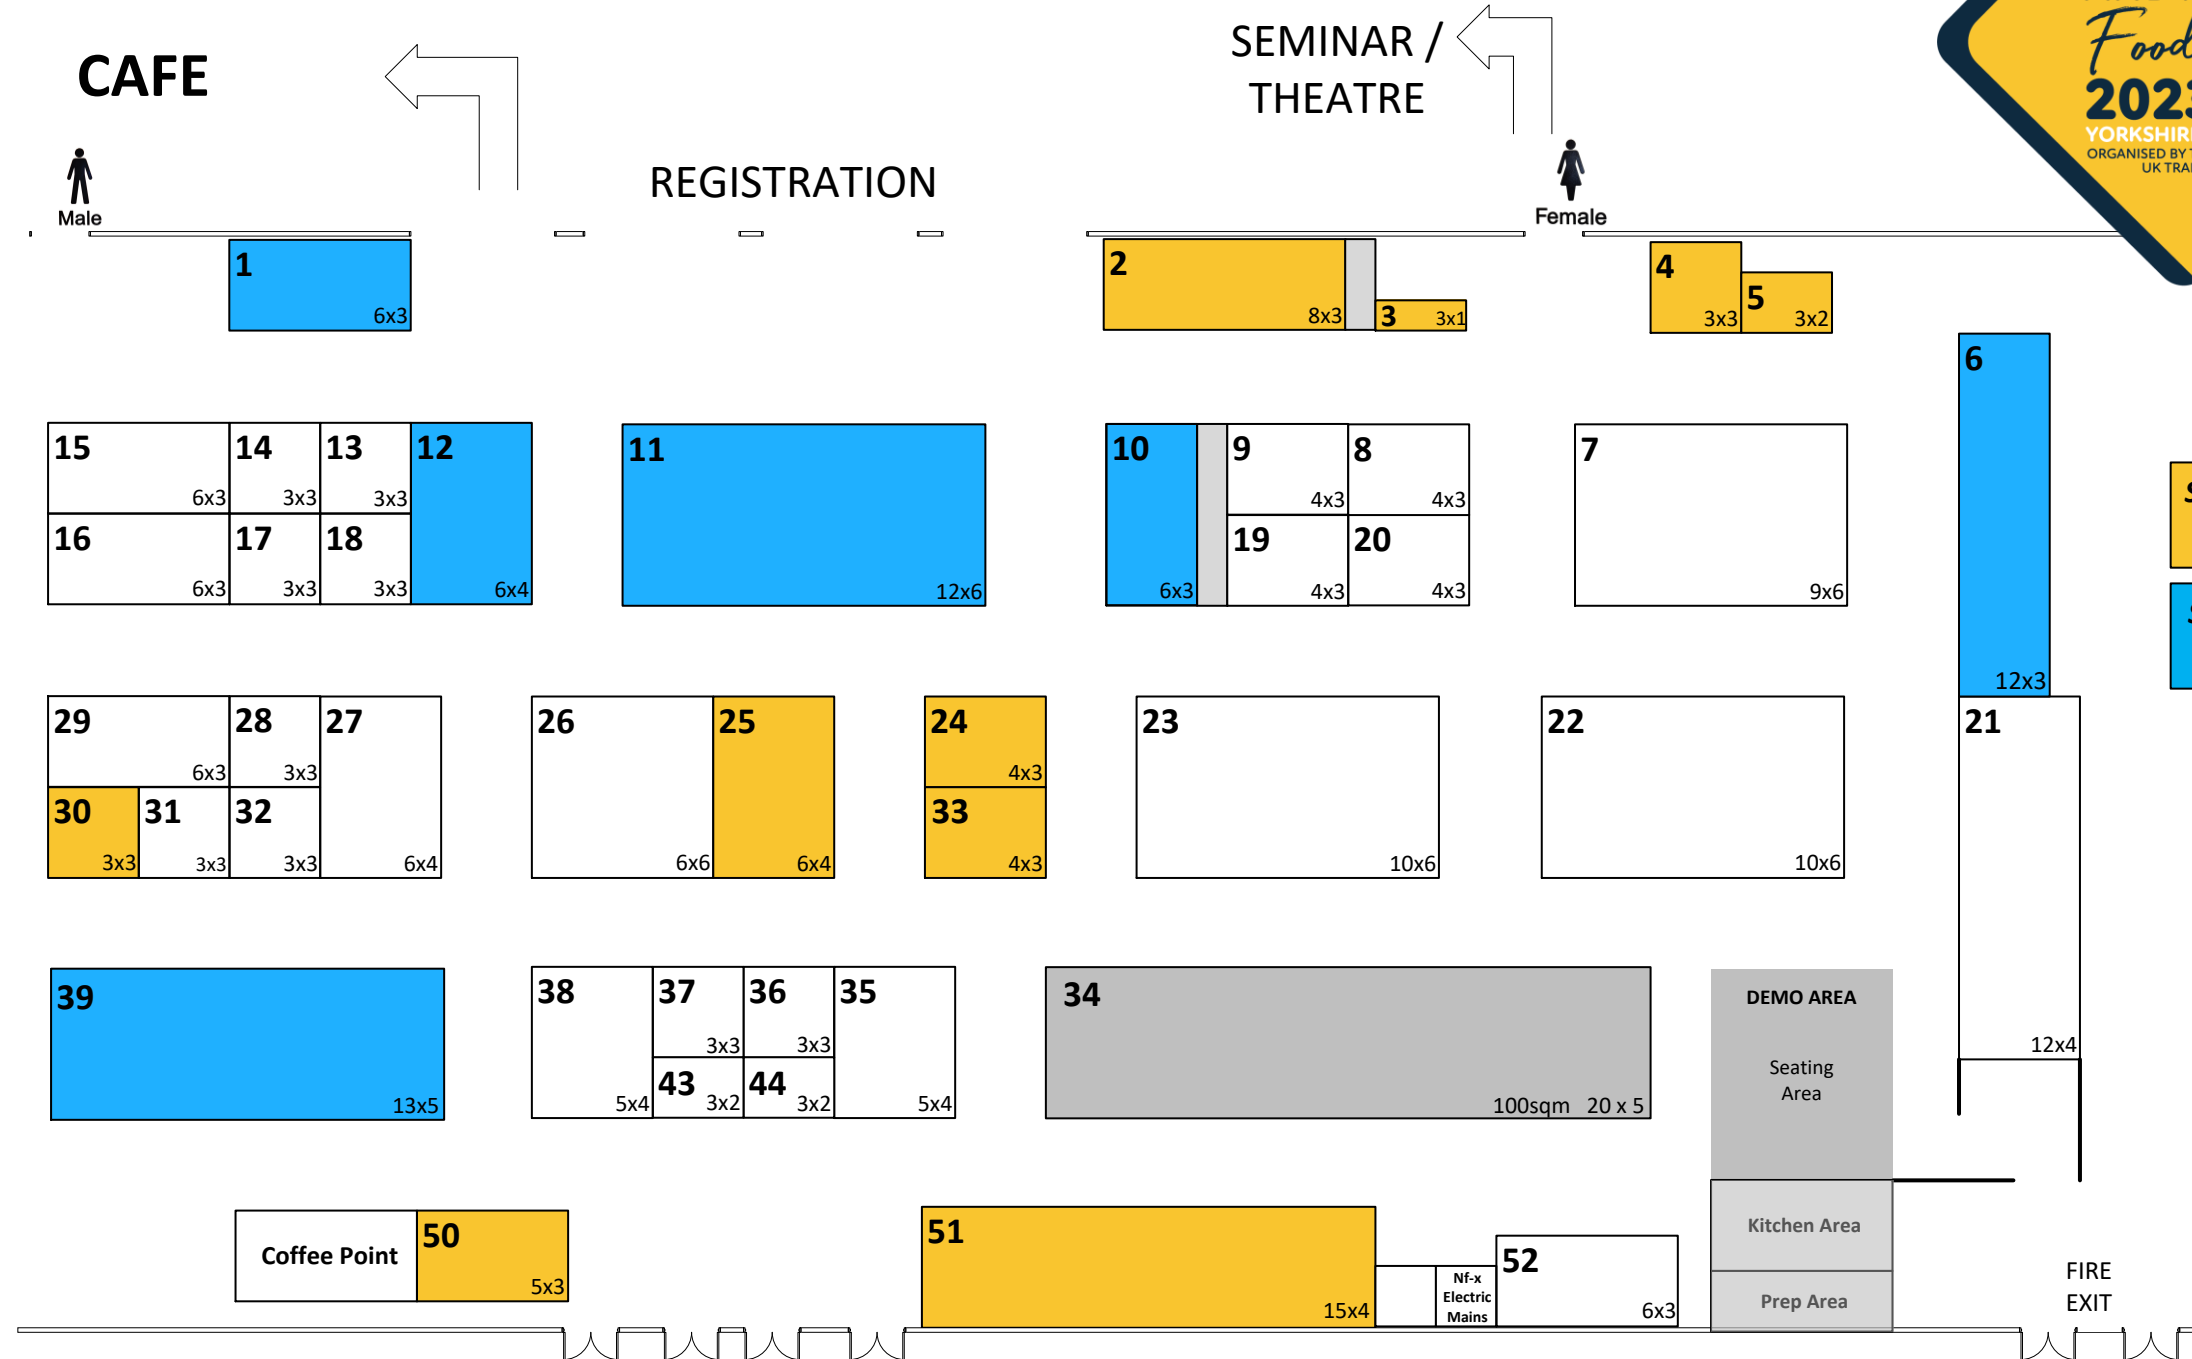 CAFE
SEMINAR /
THEATRE
Food
2023
YORKSHIRE
ORGANISED BY
UK TRA
REGISTRATION
Male
Female
1
6x3
2
8x3
3
3x1
4
3x3
5
3x2
6
12x3
15
6x3
14
3x3
13
3x3
12
6x4
16
6x3
17
3x3
18
3x3
11
12x6
10
6x3
9
4x3
8
4x3
19
4x3
20
4x3
7
9x6
S
S
29
6x3
28
3x3
27
6x4
30
3x3
31
3x3
32
3x3
26
6x6
25
6x4
24
4x3
33
4x3
23
10x6
22
10x6
21
12x4
39
13x5
38
5x4
37
3x3
36
3x3
35
5x4
43
3x2
44
3x2
34
100sqm 20 x 5
DEMO AREA
Seating
Area
Kitchen Area
Prep Area
Coffee Point
50
5x3
51
15x4
Nf-x
Electric
Mains
52
6x3
FIRE
EXIT